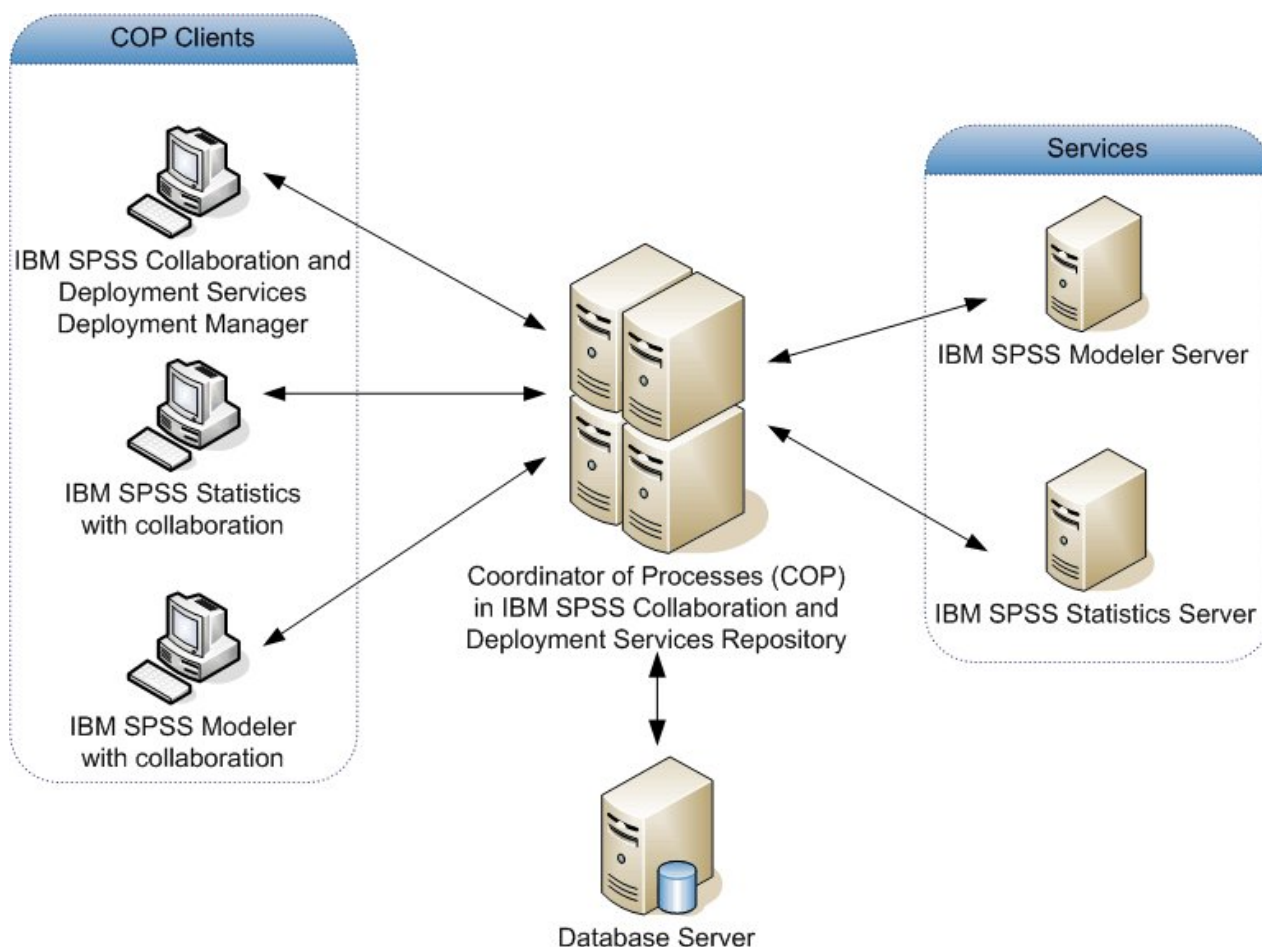 COP Clients
IBM SPSS Collaboration and
Deployment Services
Deployment Manager
IBM SPSS Statistics
with collaboration
IBM SPSS Modeler
with collaboration
Coordinator of Processes (COP)
in IBM SPSS Collaboration and
Deployment Services Repository
Database Server
Services
IBM SPSS Modeler Server
IBM SPSS Statistics Server